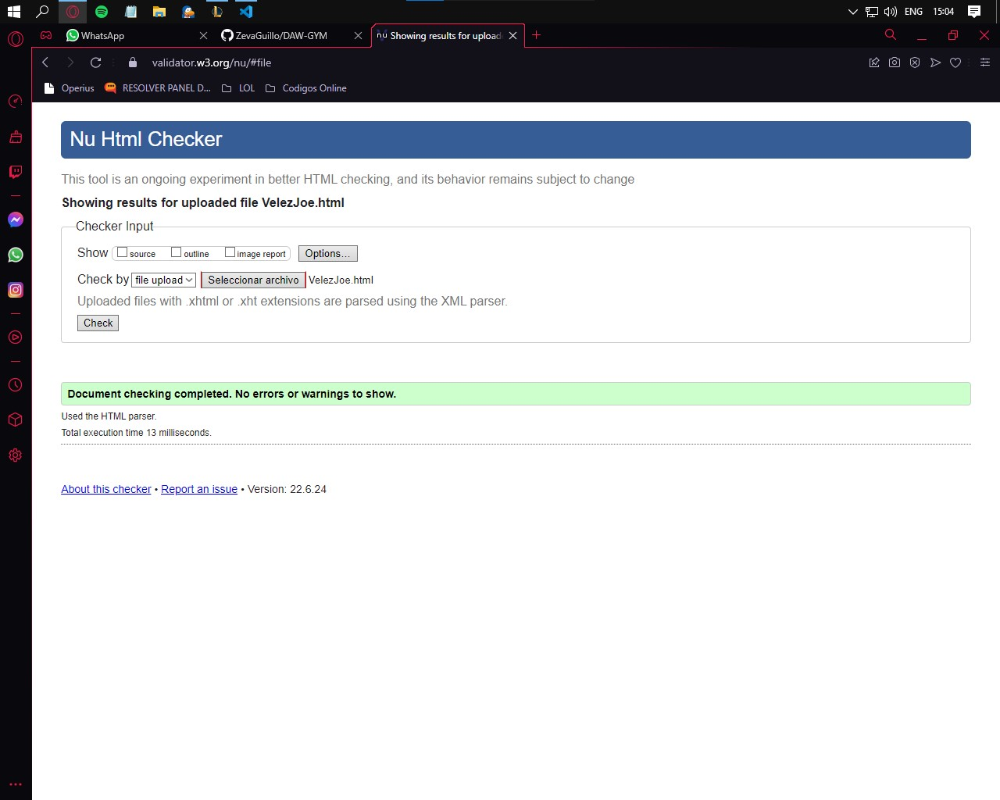 ENG 15:04
WhatsApp
ZevaGuillo/DAW-GYM
nu Showing results for upload
validator.w3.org/nu/#file
Operius RESOLVER PANEL D... LOL Codigos Online
Nu Html Checker
This tool is an ongoing experiment in better HTML checking, and its behavior remains subject to change
Showing results for uploaded file VelezJoe.html
Checker Input
Show source outline image report Options...
Check by file upload Seleccionar archivo VelezJoe.html
Uploaded files with .xhtml or .xht extensions are parsed using the XML parser.
Check
Document checking completed. No errors or warnings to show.
Used the HTML parser.
Total execution time 13 milliseconds.
About this checker • Report an issue • Version: 22.6.24